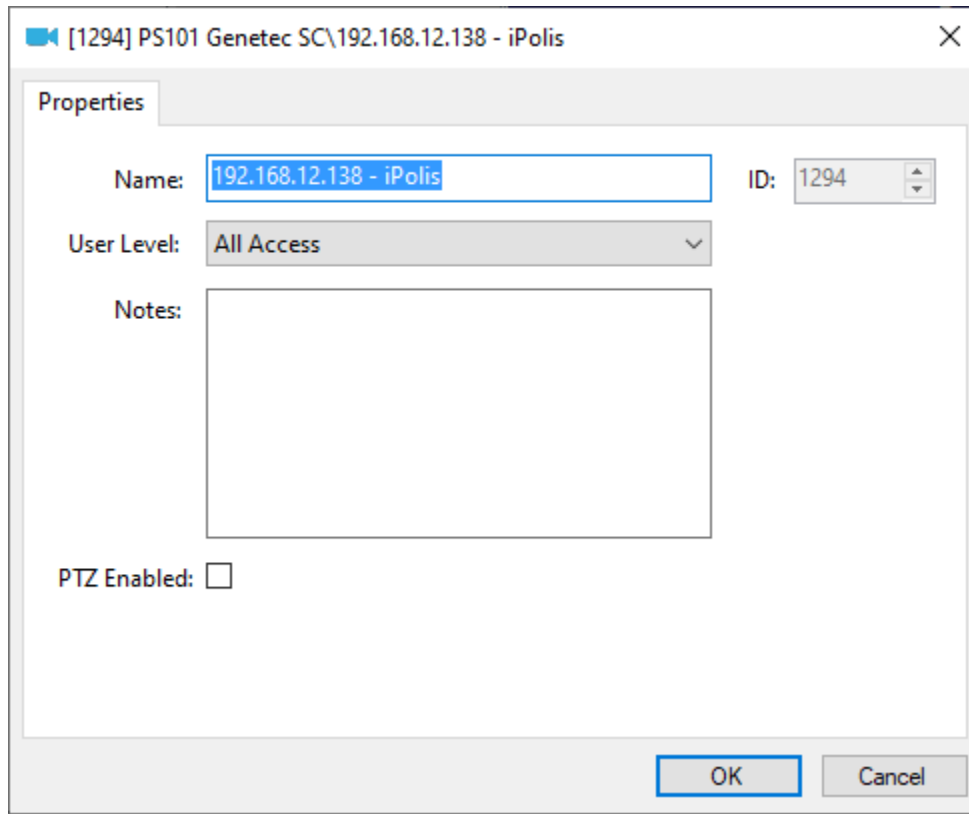 [1294] PS101 Genetec SC\192.168.12.138 - iPolis
Properties
Name: 192.168.12.138 - iPolis ID: 1294
User Level: All Access
Notes:
PTZ Enabled:
OK Cancel